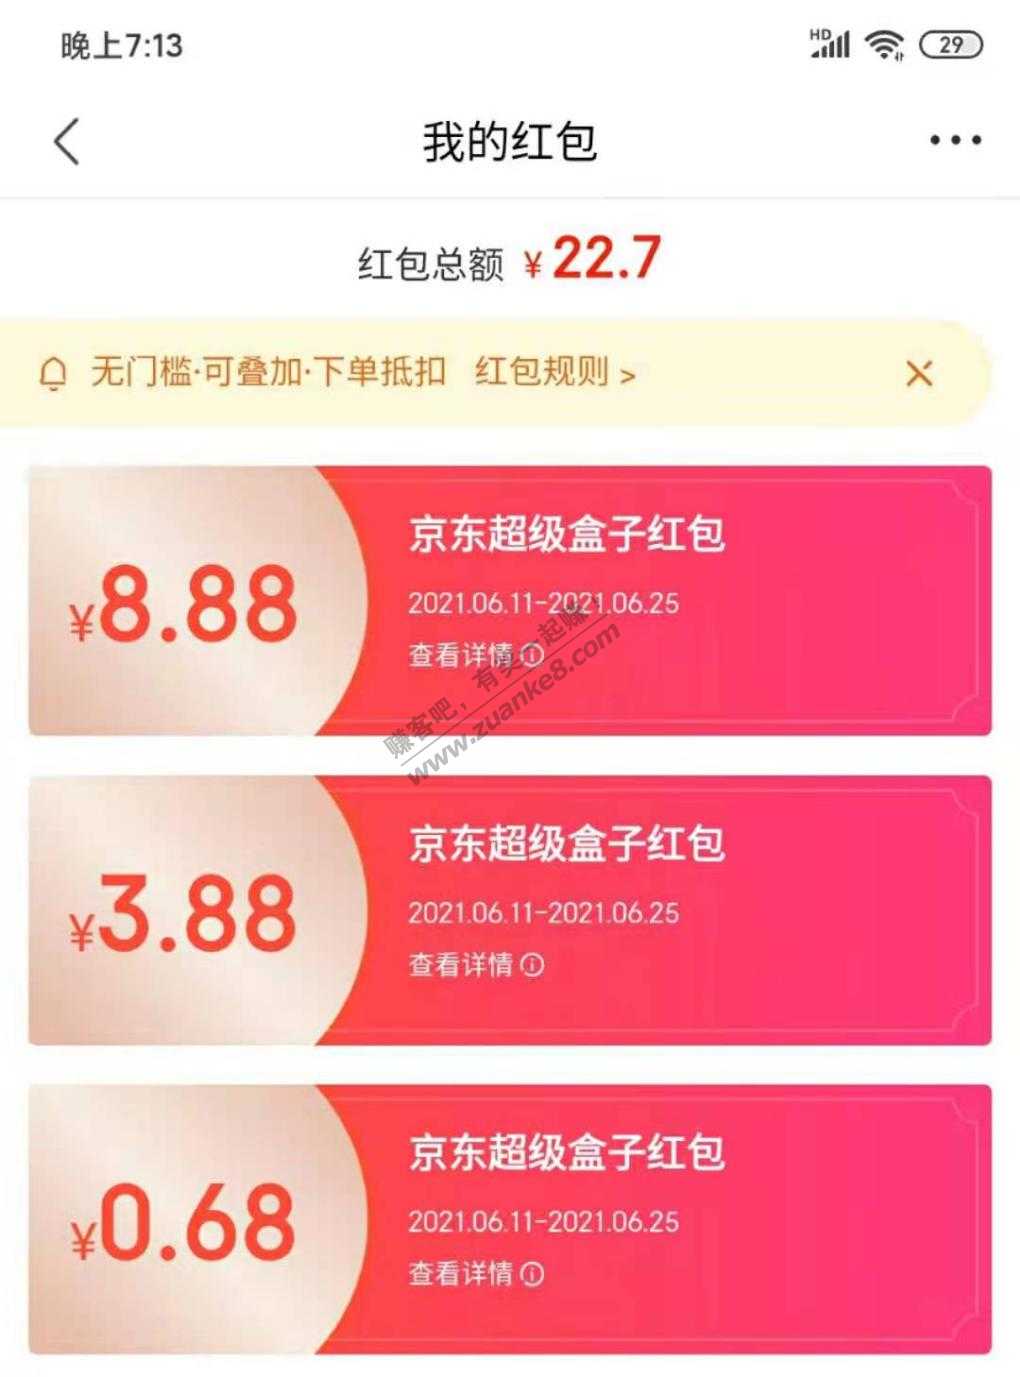 晚上7:13
HD
29
我的红包
红包总额 ¥22.7
无门槛·可叠加·下单抵扣 红包规则 >
¥8.88
京东超级盒子红包
2021.06.11-2021.06.25
查看详情
赚客吧，有奖一起赚！
www.zuanke8.com
¥3.88
京东超级盒子红包
2021.06.11-2021.06.25
查看详情
¥0.68
京东超级盒子红包
2021.06.11-2021.06.25
查看详情